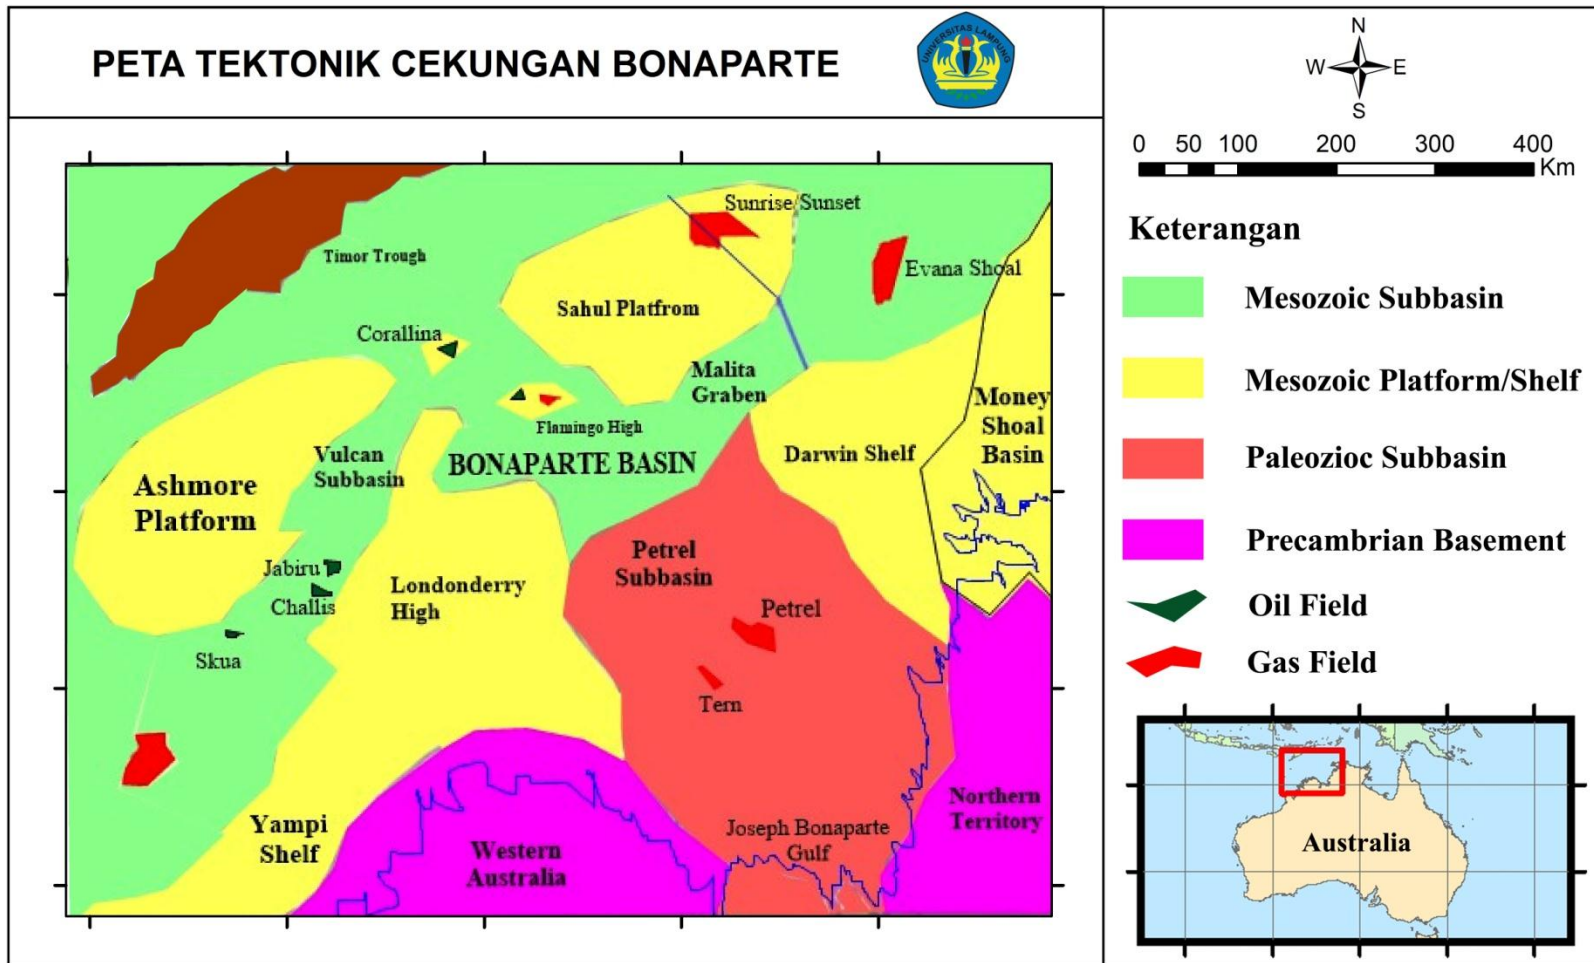 PETA TEKTONIK CEKUNGAN BONAPARTE
UNIVERSITAS LAMPUNG
N
W E
S
0 50 100 200 300 400
Km
Keterangan
Mesozoic Subbasin
Mesozoic Platform/Shelf
Paleozioc Subbasin
Precambrian Basement
Oil Field
Gas Field
Australia
Sunrise/Sunset
Timor Trough
Evana Shoal
Sahul Platfrom
Corallina
Malita
Graben
Money
Shoal
Basin
Flamingo High
Vulcan
Subbasin
BONAPARTE BASIN
Darwin Shelf
Ashmore
Platform
Petrel
Subbasin
Jabiru
Challis
Londonderry
High
Petrel
Skua
Tern
Northern
Territory
Yampi
Shelf
Joseph Bonaparte
Gulf
Western
Australia